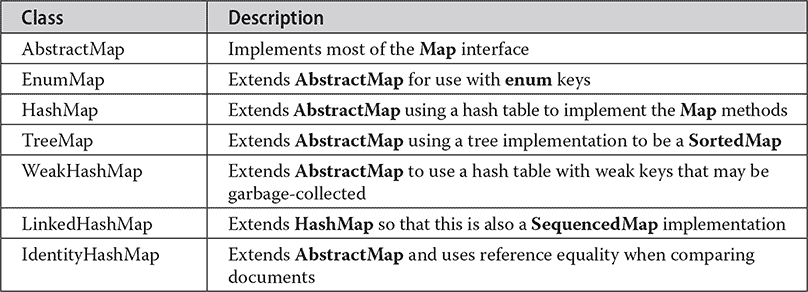 Class Description
AbstractMap Implements most of the Map interface
EnumMap Extends AbstractMap for use with enum keys
HashMap Extends AbstractMap using a hash table to implement the Map methods
TreeMap Extends AbstractMap using a tree implementation to be a SortedMap
WeakHashMap Extends AbstractMap to use a hash table with weak keys that may be
garbage-collected
LinkedHashMap Extends HashMap so that this is also a SequencedMap implementation
IdentityHashMap Extends AbstractMap and uses reference equality when comparing
documents